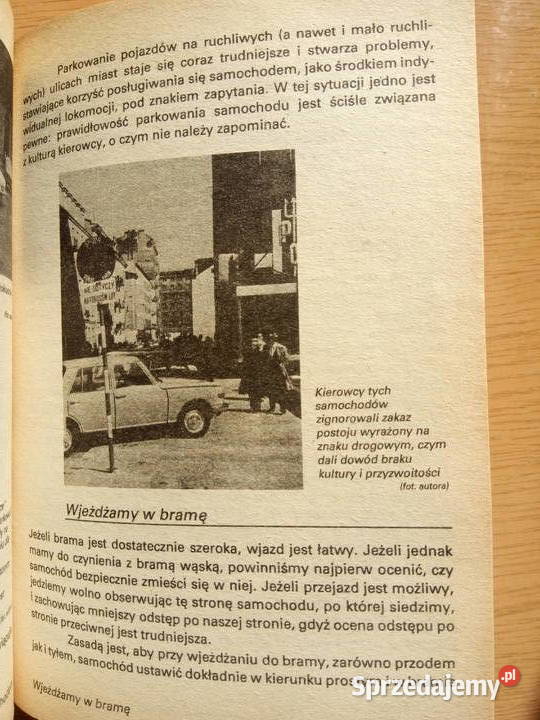 Parkowanie pojazdów na ruchliwych (a nawet i mało ruchli-
wych) ulicach miast staje się coraz trudniejsze i stwarza problemy,
stawiające korzyść posługiwania się samochodem, jako środkiem indy-
widualnej lokomocji, pod znakiem zapytania. W tej sytuacji jedno jest
pewne: prawidłowość parkowania samochodu jest ściśle związana
z kulturą kierowcy, o czym nie należy zapominać.
NIE DOTYCZY
Kierowcy tych
samochodów
zignorowali zakaz
postoju wyrażony na
znaku drogowym, czym
dali dowód braku
kultury i przyzwoitości
(fot. autora)
Wjeżdżamy w bramę
Jeżeli brama jest dostatecznie szeroka, wjazd jest łatwy. Jeżeli jednak
mamy do czynienia z bramą wąską, powinniśmy najpierw ocenić, czy
samochód bezpiecznie zmieści się w niej. Jeżeli przejazd jest możliwy,
jedziemy wolno obserwując tę stronę samochodu, po której siedzimy,
i zachowując mniejszy odstęp po naszej stronie, gdyż ocena odstępu po
stronie przeciwnej jest trudniejsza.
Zasadą jest, aby przy wjeżdżaniu do bramy, zarówno przodem
jak i tyłem, samochód ustawić dokładnie w kierunku
Wjeżdżamy w bramę
Sprzedajemy.pl